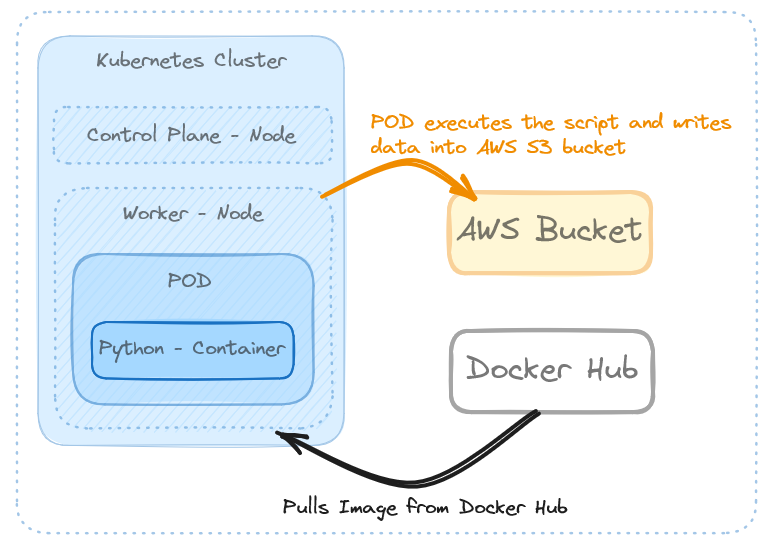 Kubernetes Cluster
Control Plane - Node
Worker - Node
POD
Python - Container
POD executes the script and writes
data into AWS S3 bucket
AWS Bucket
Docker Hub
Pulls Image from Docker Hub